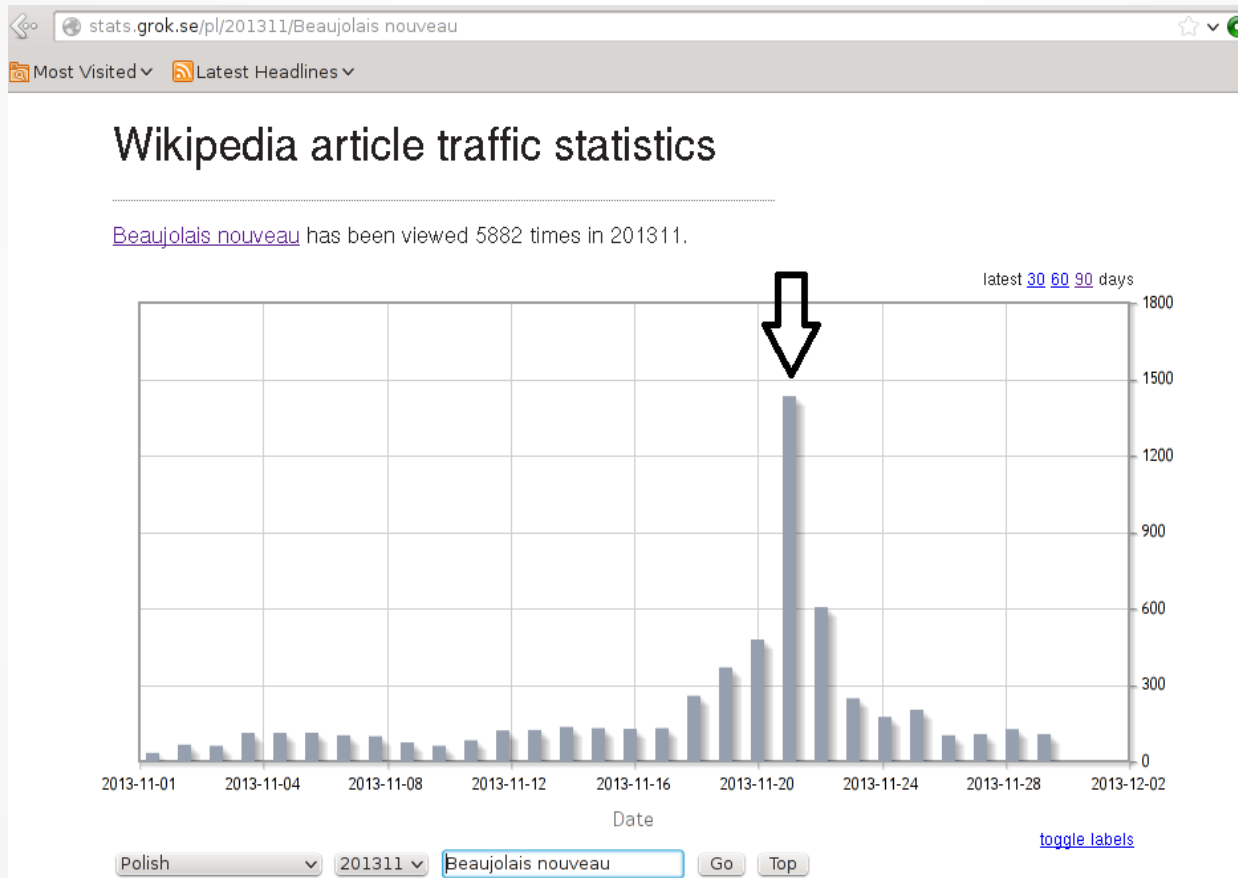 stats.grok.se/pl/201311/Beaujolais nouveau
Most Visited Latest Headlines
Wikipedia article traffic statistics
Beaujolais nouveau has been viewed 5882 times in 201311.
latest 30 60 90 days
1800
1500
1200
900
600
300
0
2013-11-01 2013-11-04 2013-11-08 2013-11-12 2013-11-16 2013-11-20 2013-11-24 2013-11-28 2013-12-02
Date
toggle labels
Polish 201311 Beaujolais nouveau Go Top